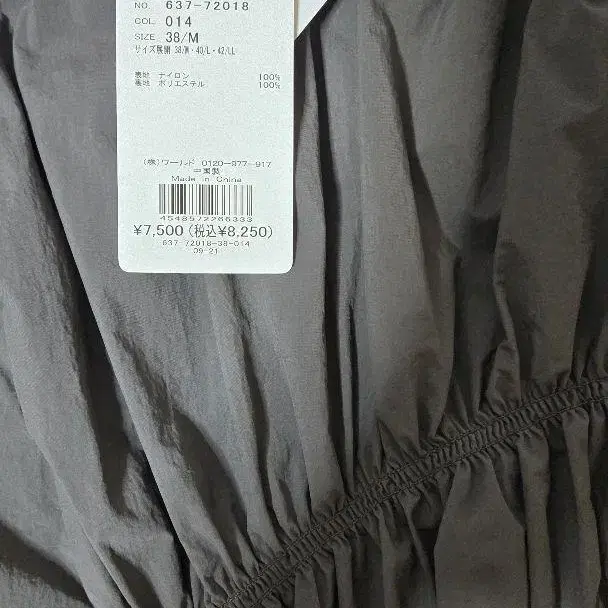 NO. 637-72018
COL. 014
SIZE 38/M
サイズ展開 38/M・40/L・42/LL
表地 ナイロン 100%
裏地 ポリエステル 100%
(株)ワールド 0120-977-917
中国製
Made in China
4548572266333
¥7,500(税込¥8,250)
637-72018-38-014
09-21